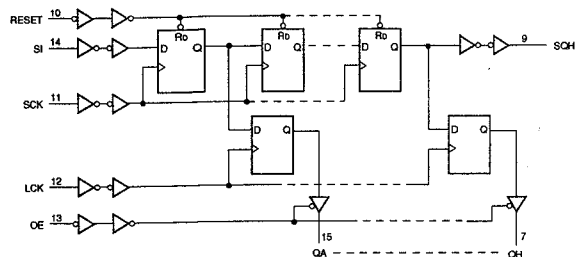 RESET 10
SI 14
SCK 11
LCK 12
OE 13
RD
D Q
RD
RD
D Q
D Q
D Q
9 SQH
15
QA
7
QH